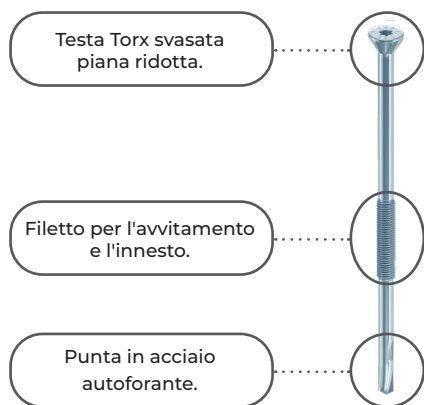 Testa Torx svasata
piana ridotta.
Filetto per l'avvitamento
e l'innesto.
Punta in acciaio
autoforante.